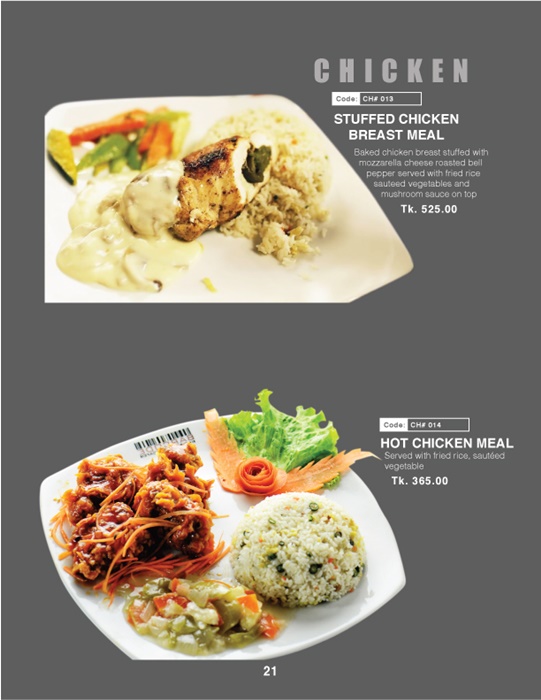 CHICKEN
Code: CH# 013
STUFFED CHICKEN
BREAST MEAL
Baked chicken breast stuffed with
mozzarella cheese roasted bell
pepper served with fried rice
sauteed vegetables and
mushroom sauce on top
Tk. 525.00
Code: CH# 014
HOT CHICKEN MEAL
Served with fried rice, sautéed
vegetable
Tk. 365.00
21